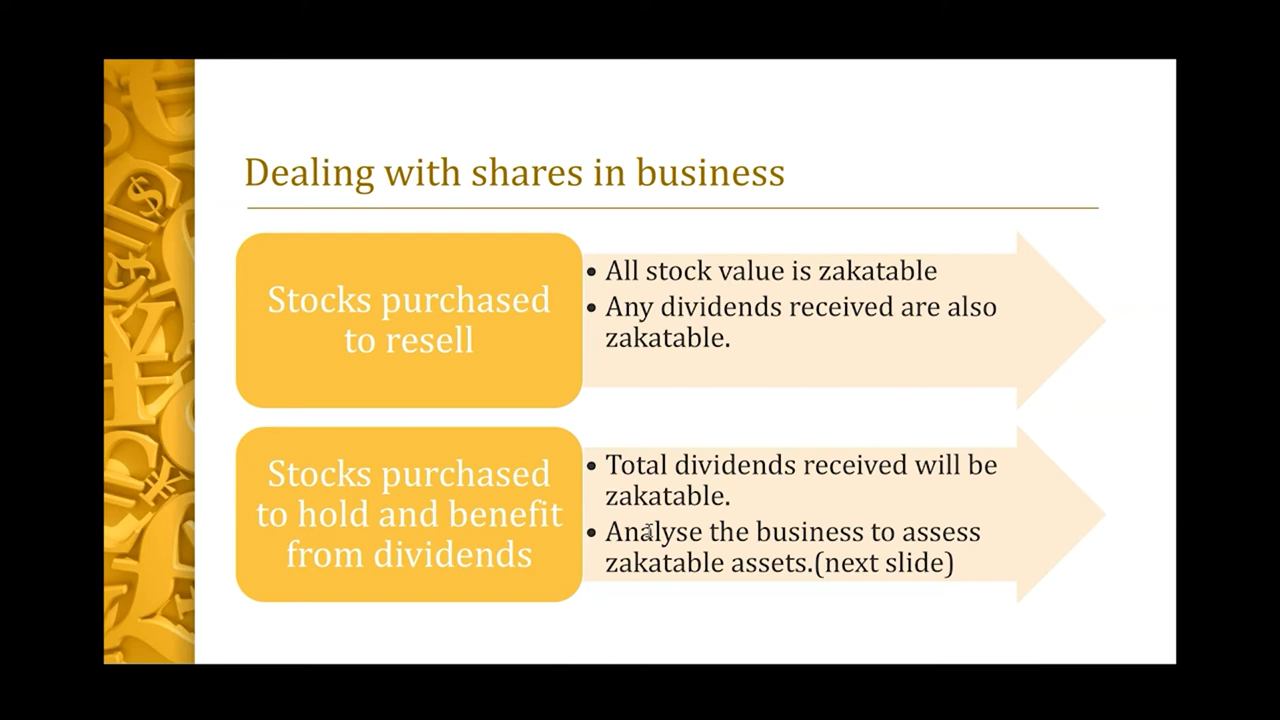 Dealing with shares in business
Stocks purchased
to resell
• All stock value is zakatable
• Any dividends received are also
zakatable.
Stocks purchased
to hold and benefit
from dividends
• Total dividends received will be
zakatable.
• Analyse the business to assess
zakatable assets.(next slide)